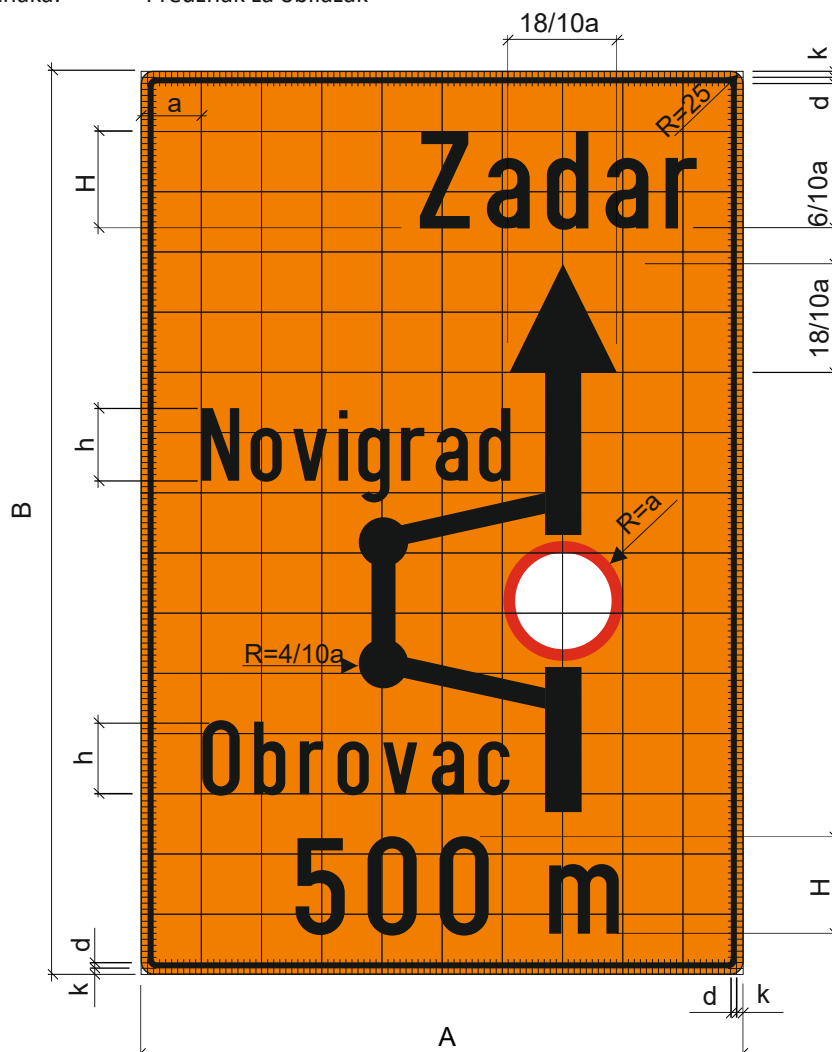 18/10a
k
d
a
R=25
H
Zadar
6/10a
18/10a
h
Novigrad
B
R=a
R=4/10a
h
Obrovac
500 m
H
d
k
d
k
A